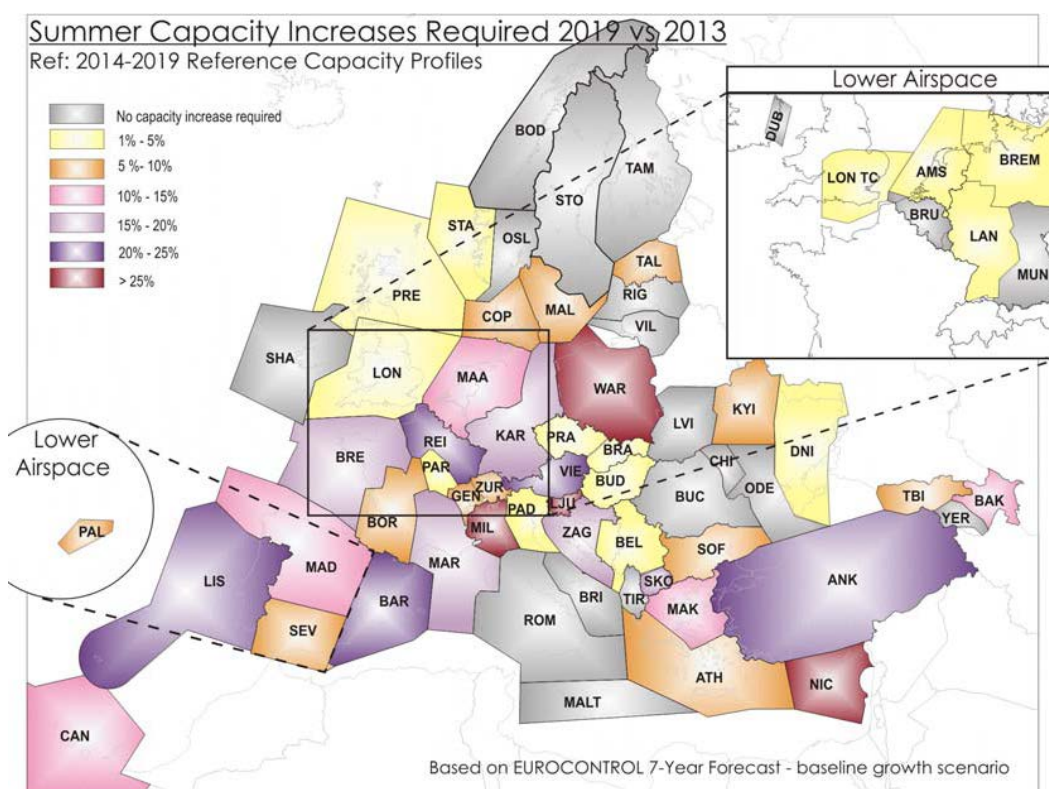 Summer Capacity Increases Required 2019 vs 2013
Ref: 2014-2019 Reference Capacity Profiles
No capacity increase required
1% - 5%
5 %- 10%
10% - 15%
15% - 20%
20% - 25%
> 25%
Lower Airspace
DUB
LON TC
AMS
BREM
BRU
LAN
MUN
BOD
TAM
STO
STA
OSL
TAL
PRE
RIG
COP
MAL
VIL
SHA
LON
MAA
WAR
KYI
LVI
REI
KAR
PRA
BRA
DNI
BRE
PAR
VIE
CHI
BUD
ZUR
GEN
LJU
BUC
ODE
PAD
BOR
MIL
ZAG
TBI
BAK
YER
Lower
Airspace
PAL
BEL
SOF
MAD
MAR
LIS
SKO
ANK
BAR
BRI
TIR
MAK
SEV
ROM
ATH
NIC
MALT
CAN
Based on EUROCONTROL 7-Year Forecast - baseline growth scenario